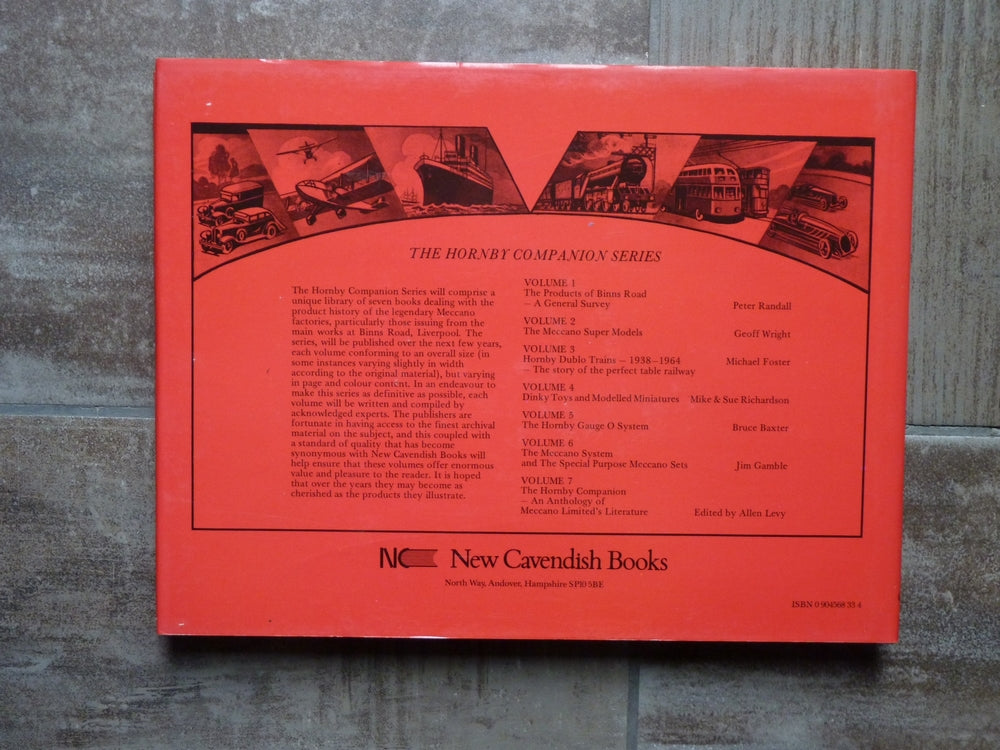 THE HORNBY COMPANION SERIES
The Hornby Companion Series will comprise a
unique library of seven books dealing with the
product history of the legendary Meccano
factories, particularly those issuing from the
main works at Binns Road, Liverpool. The
series, will be published over the next few years,
each volume conforming to an overall size (in
some instances varying slightly in width
according to the original material), but varying
in page and colour content. In an endeavour to
make this series as definitive as possible, each
volume will be written and compiled by
acknowledged experts. The publishers are
fortunate in having access to the finest archival
material on the subject, and this coupled with
a standard of quality that has become
synonymous with New Cavendish Books will
help ensure that these volumes offer enormous
value and pleasure to the reader. It is hoped
that over the years they may become as
cherished as the products they illustrate.
VOLUME 1
The Products of Binns Road
— A General Survey Peter Randall
VOLUME 2
The Meccano Super Models Geoff Wright
VOLUME 3
Hornby Dublo Trains — 1938–1964 Michael Foster
— The story of the perfect table railway
VOLUME 4
Dinky Toys and Modelled Miniatures Mike & Sue Richardson
VOLUME 5
The Hornby Gauge O System Bruce Baxter
VOLUME 6
The Meccano System
and The Special Purpose Meccano Sets Jim Gamble
VOLUME 7
The Hornby Companion
— An Anthology of
Meccano Limited's Literature Edited by Allen Levy
NC New Cavendish Books
North Way, Andover, Hampshire SP10 5BE
ISBN 0 904568 33 4